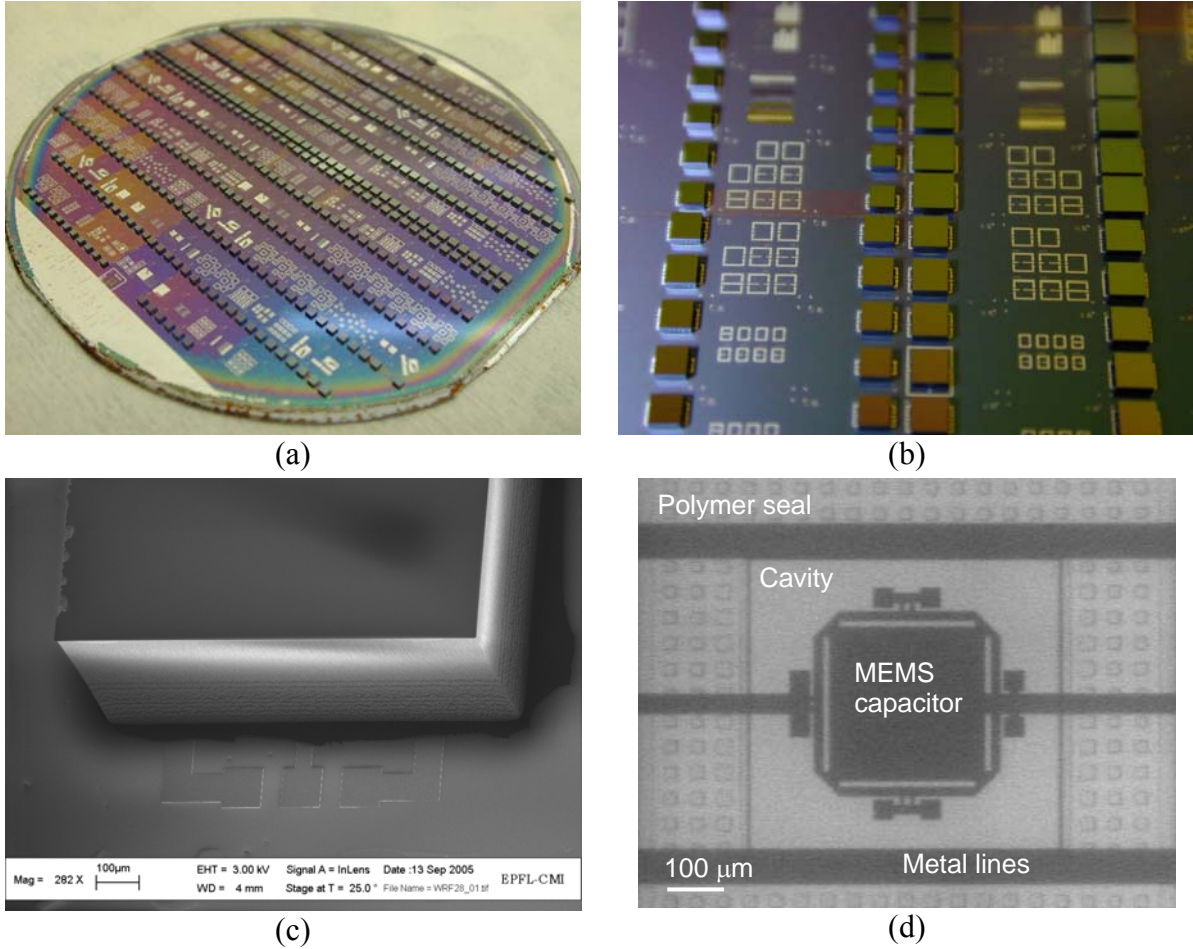 (a)
(b)
100µm
Mag = 282 X
EHT = 3.00 kV Signal A = InLens Date :13 Sep 2005
WD = 4 mm Stage at T = 25.0 ° File Name = WRF28_01.tif
EPFL-CMI
(c)
Polymer seal
Cavity
MEMS
capacitor
Metal lines
100 µm
(d)